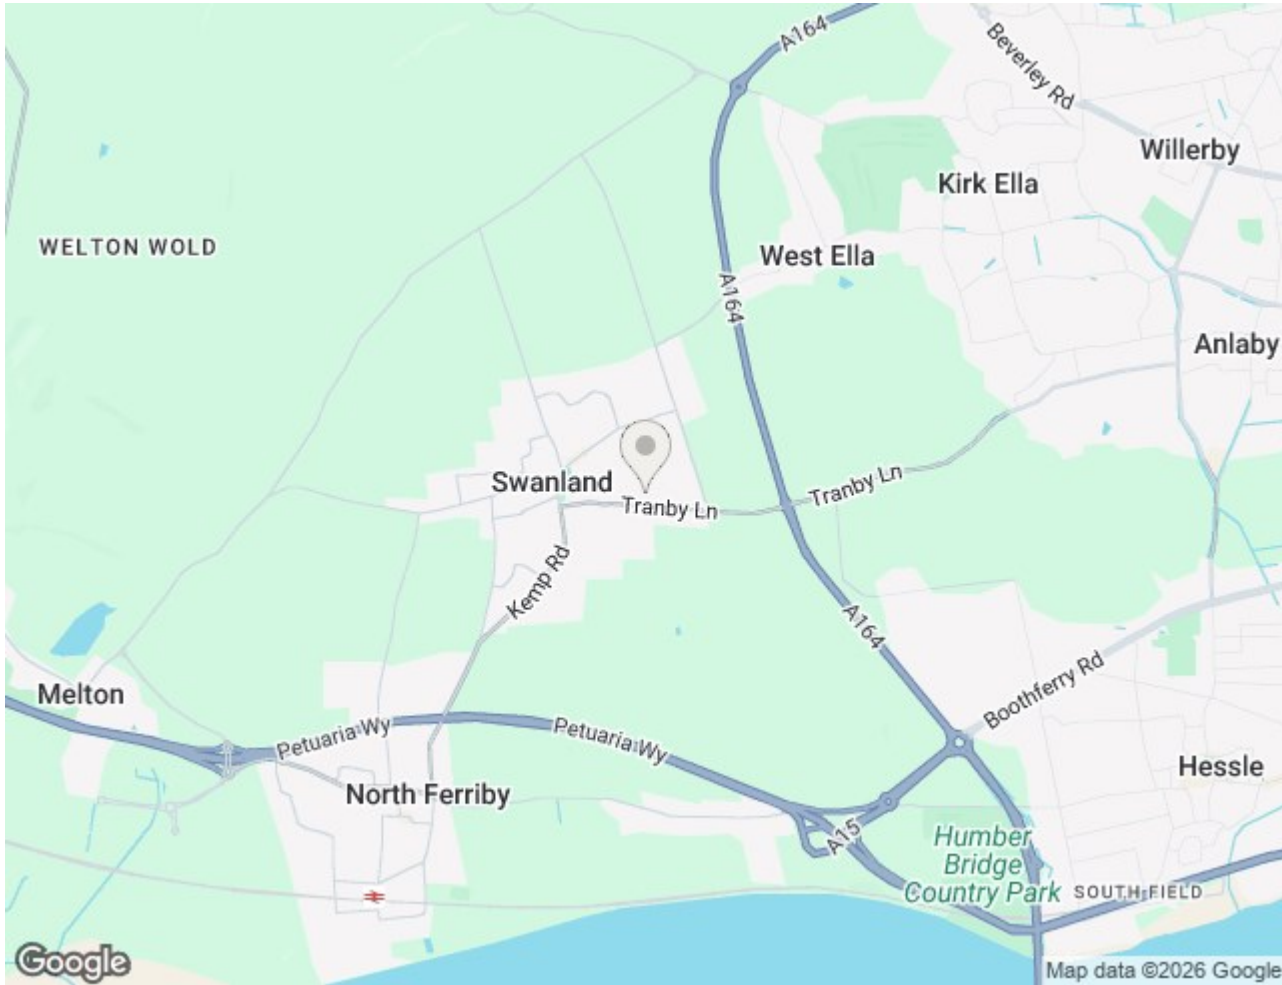 A164
Beverley Rd
Willerby
Kirk Ella
WELTON WOLD
West Ella
A164
Anlaby
Swanland
Tranby Ln
Tranby Ln
Kemp Rd
A164
Boothferry Rd
Melton
Petuaria Wy
Petuaria Wy
Hessle
North Ferriby
A15
Humber
Bridge
Country Park
SOUTH FIELD
Google
Map data ©2026 Google